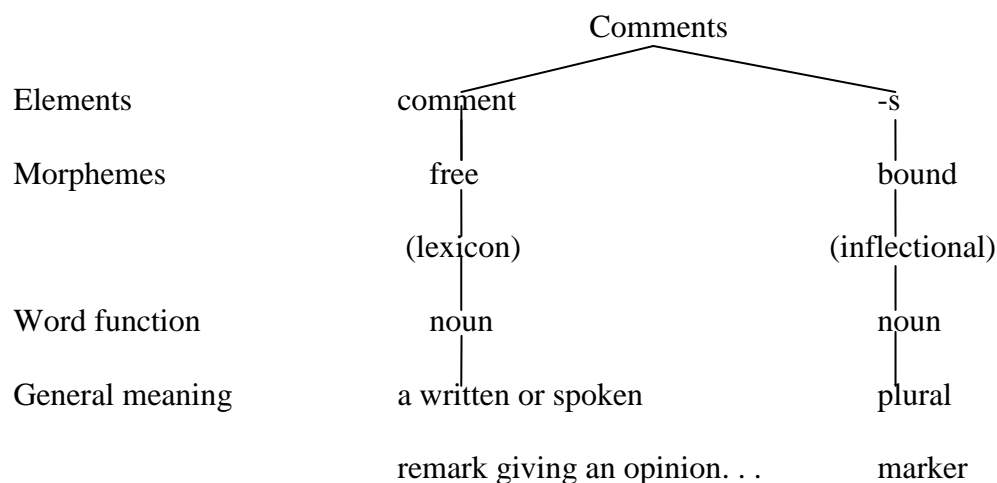 Comments
Elements comment -s
Morphemes free bound
(lexicon) (inflectional)
Word function noun noun
General meaning a written or spoken plural
remark giving an opinion. . . marker